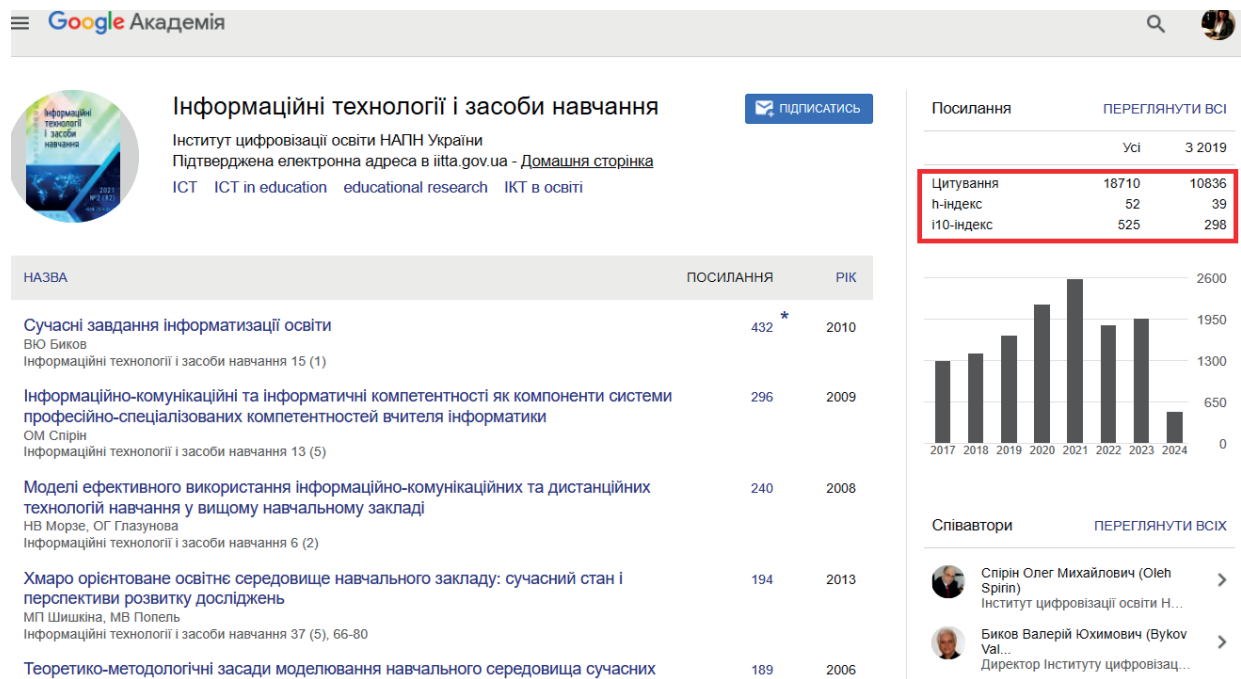 Google Академія
Інформаційні
технології
і засоби
навчання
2021
Інформаційні технології і засоби навчання
ПІДПИСАТИСЬ
Інститут цифровізації освіти НАПН України
Підтверджена електронна адреса в iitta.gov.ua - Домашня сторінка
ICT ICT in education educational research ІКТ в освіті
НАЗВА ПОСИЛАННЯ РІК
Сучасні завдання інформатизації освіти 432 * 2010
ВЮ Биков
Інформаційні технології і засоби навчання 15 (1)
Інформаційно-комунікаційні та інформатичні компетентності як компоненти системи 296 2009
професійно-спеціалізованих компетентностей вчителя інформатики
ОМ Спірін
Інформаційні технології і засоби навчання 13 (5)
Моделі ефективного використання інформаційно-комунікаційних та дистанційних 240 2008
технологій навчання у вищому навчальному закладі
НВ Морзе, ОГ Глазунова
Інформаційні технології і засоби навчання 6 (2)
Хмаро орієнтоване освітнє середовище навчального закладу: сучасний стан і 194 2013
перспективи розвитку досліджень
МП Шишкіна, МВ Попель
Інформаційні технології і засоби навчання 37 (5), 66-80
Теоретико-методологічні засади моделювання навчального середовища сучасних 189 2006
Посилання ПЕРЕГЛЯНУТИ ВСІ
Усі З 2019
Цитування 18710 10836
h-індекс 52 39
i10-індекс 525 298
2600
1950
1300
650
0
2017 2018 2019 2020 2021 2022 2023 2024
Співавтори ПЕРЕГЛЯНУТИ ВСІХ
Спірін Олег Михайлович (Oleh
Spirin)
Інститут цифровізації освіти Н...
Биков Валерій Юхимович (Bykov
Val...
Директор Інституту цифровізац...